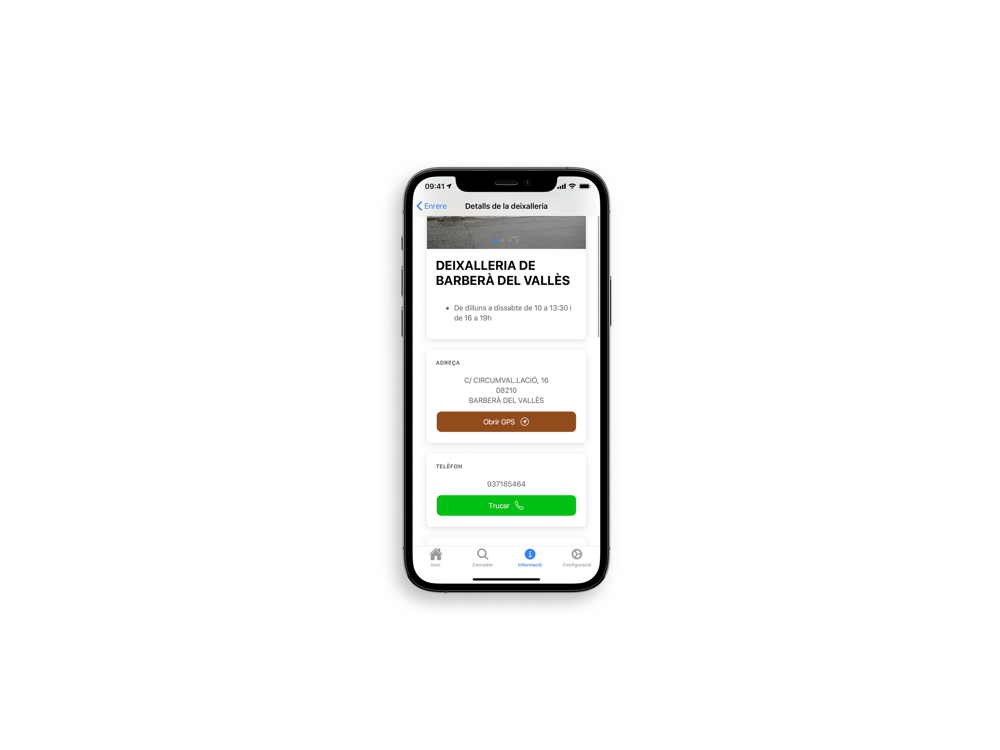 09:41
Enrere
Detalls de la deixalleria
DEIXALLERIA DE
BARBERÀ DEL VALLÈS
De dilluns a dissabte de 10 a 13:30 i
de 16 a 19h
ADREÇA
C/ CIRCUMVAL.LACIÓ, 16
08210
BARBERÀ DEL VALLÈS
Obrir GPS
TELÈFON
937185464
Trucar
Inici
Cercador
Informació
Configuració